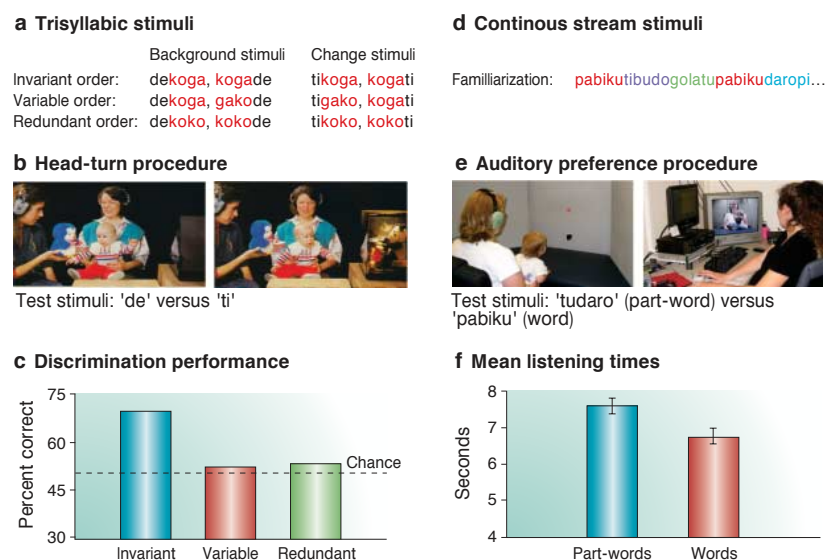 a Trisyllabic stimuli
Background stimuli Change stimuli
Invariant order: dekoga, kogade tikoga, kogati
Variable order: dekoga, gakode tigako, kogati
Redundant order: dekoko, kokode tikoko, kokoti
b Head-turn procedure
Test stimuli: 'de' versus 'ti'
c Discrimination performance
Percent correct
75
60
45
30
Chance
Invariant Variable Redundant
d Continous stream stimuli
Familliarization: pabikutibudogolatupabikudaropi...
e Auditory preference procedure
Test stimuli: 'tudaro' (part-word) versus
'pabiku' (word)
f Mean listening times
Seconds
8
7
6
5
4
Part-words Words